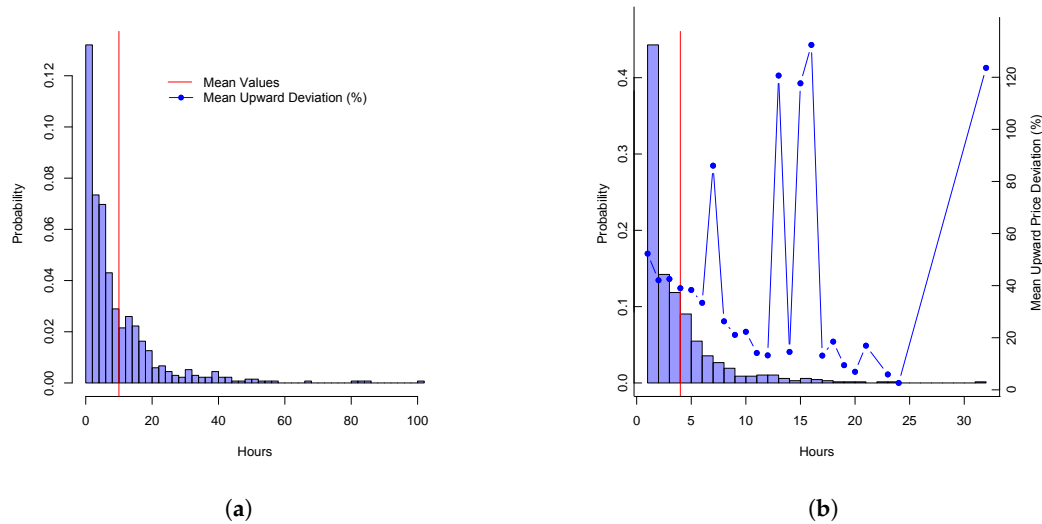 Mean Values
Mean Upward Deviation (%)
Probability
0.00 0.02 0.04 0.06 0.08 0.10 0.12
0 20 40 60 80 100
Hours
(a)
Probability
0.0 0.1 0.2 0.3 0.4
0 5 10 15 20 25 30
Hours
0 20 40 60 80 100 120
Mean Upward Price Deviation (%)
(b)